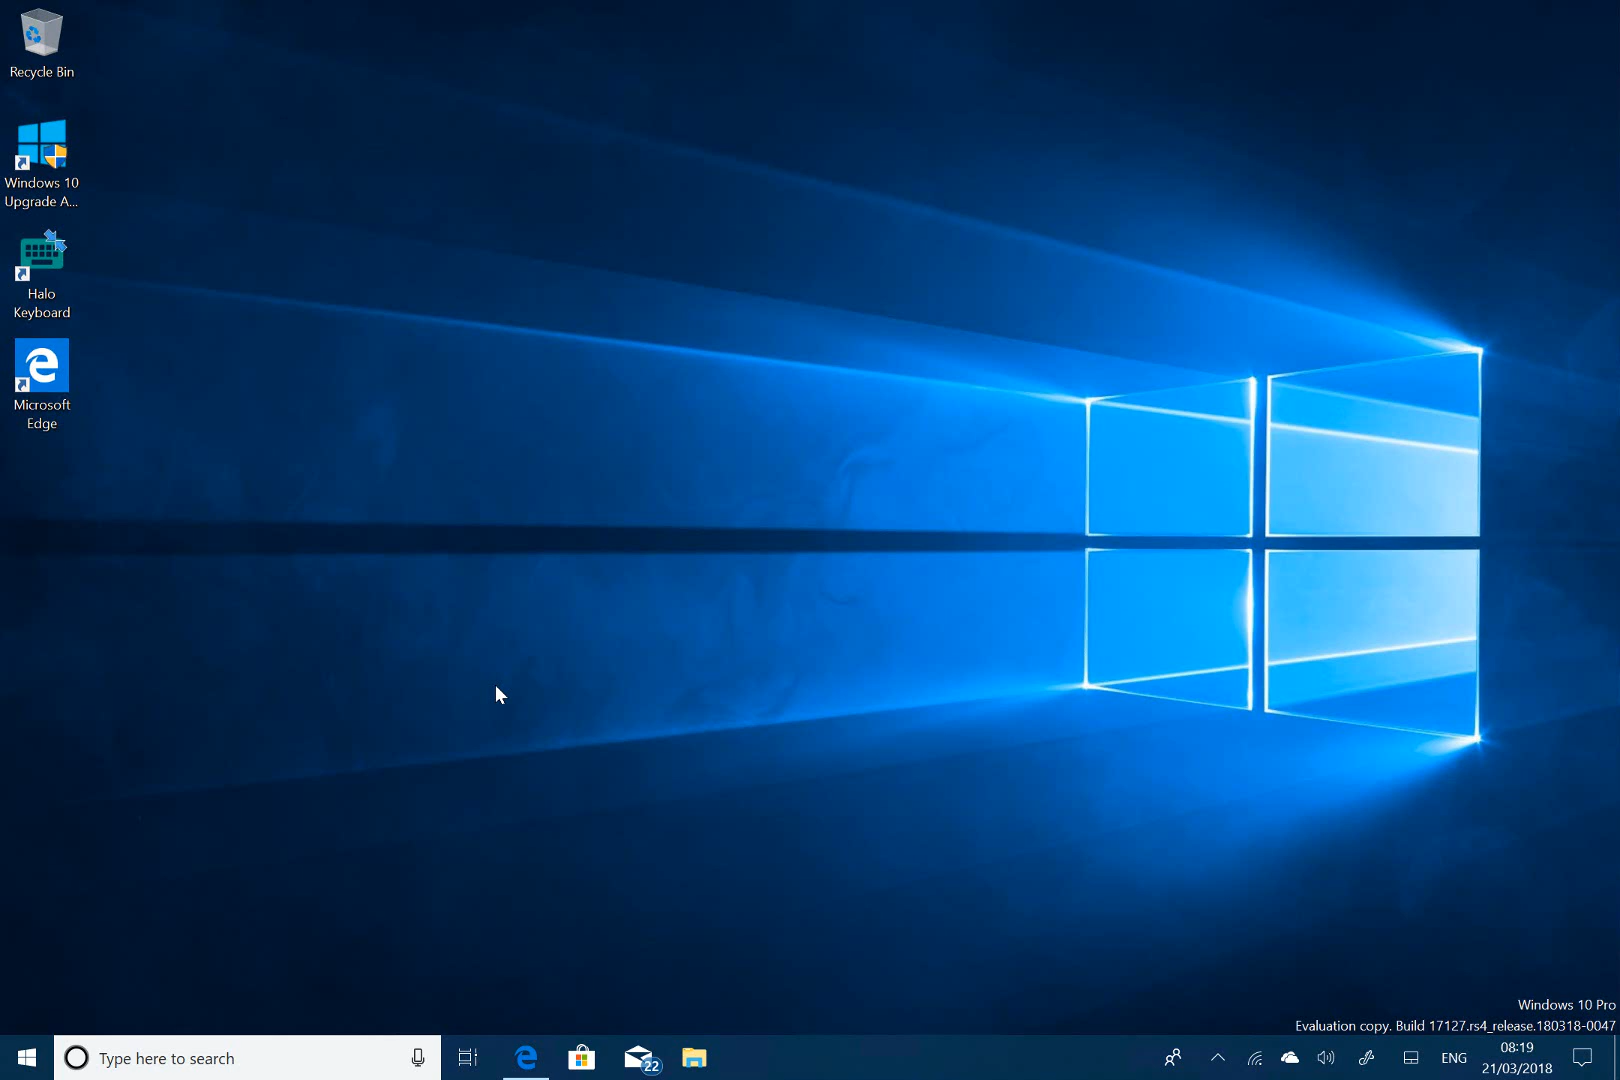 Recycle Bin
Windows 10
Upgrade A...
Halo
Keyboard
Microsoft
Edge
Windows 10 Pro
Evaluation copy. Build 17127.rs4_release.180318-0047
Type here to search
22
ENG
08:19
21/03/2018